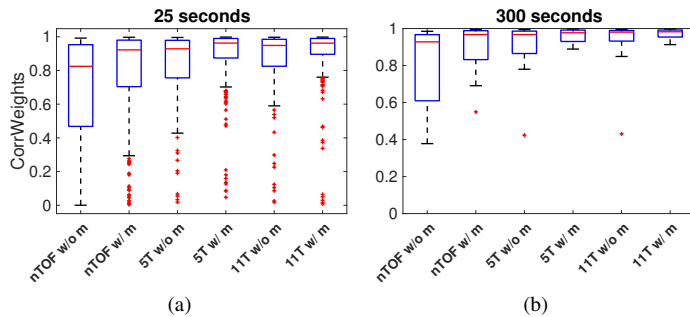 25 seconds
CorrWeights
1
0.8
0.6
0.4
0.2
0
nTOF w/o m
nTOF w/ m
5T w/o m
5T w/ m
11T w/o m
11T w/ m
(a)
300 seconds
1
0.8
0.6
0.4
0.2
0
nTOF w/o m
nTOF w/ m
5T w/o m
5T w/ m
11T w/o m
11T w/ m
(b)